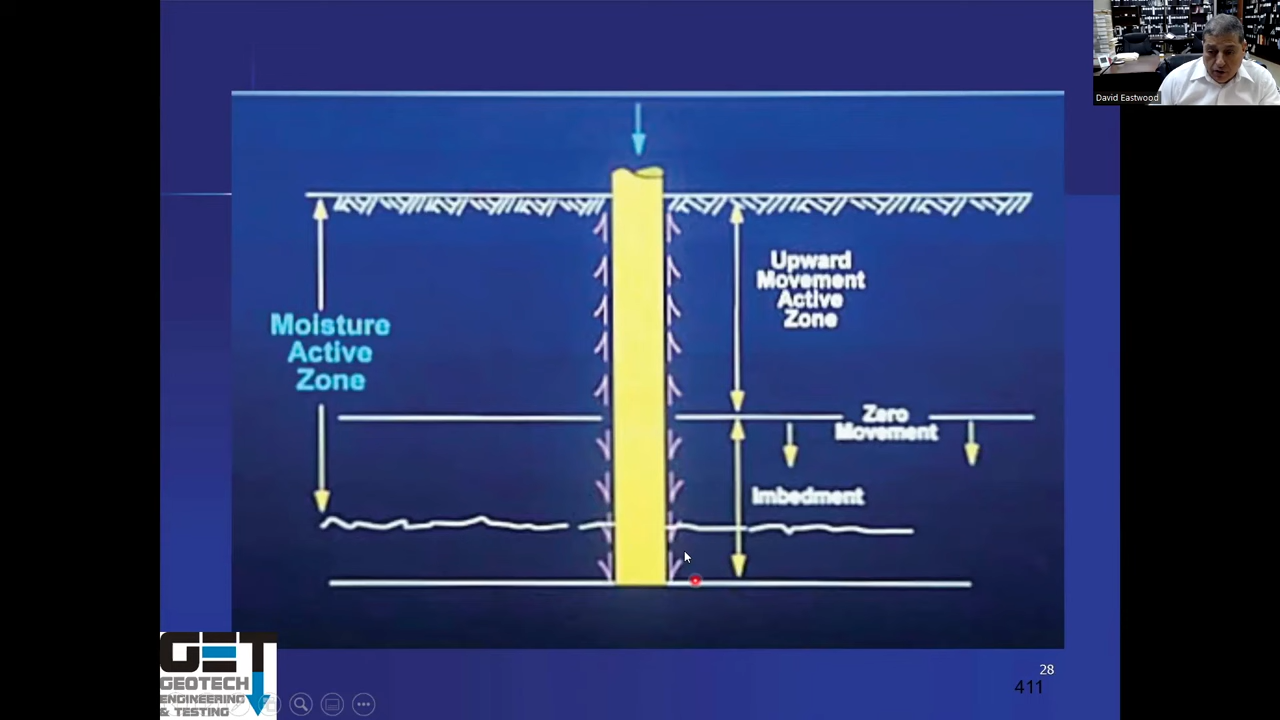 David Eastwood
Upward
Movement
Active
Zone
Moisture
Active
Zone
Zero
Movement
Imbedment
GET
GEOTECH
ENGINEERING
& TESTING
28
411